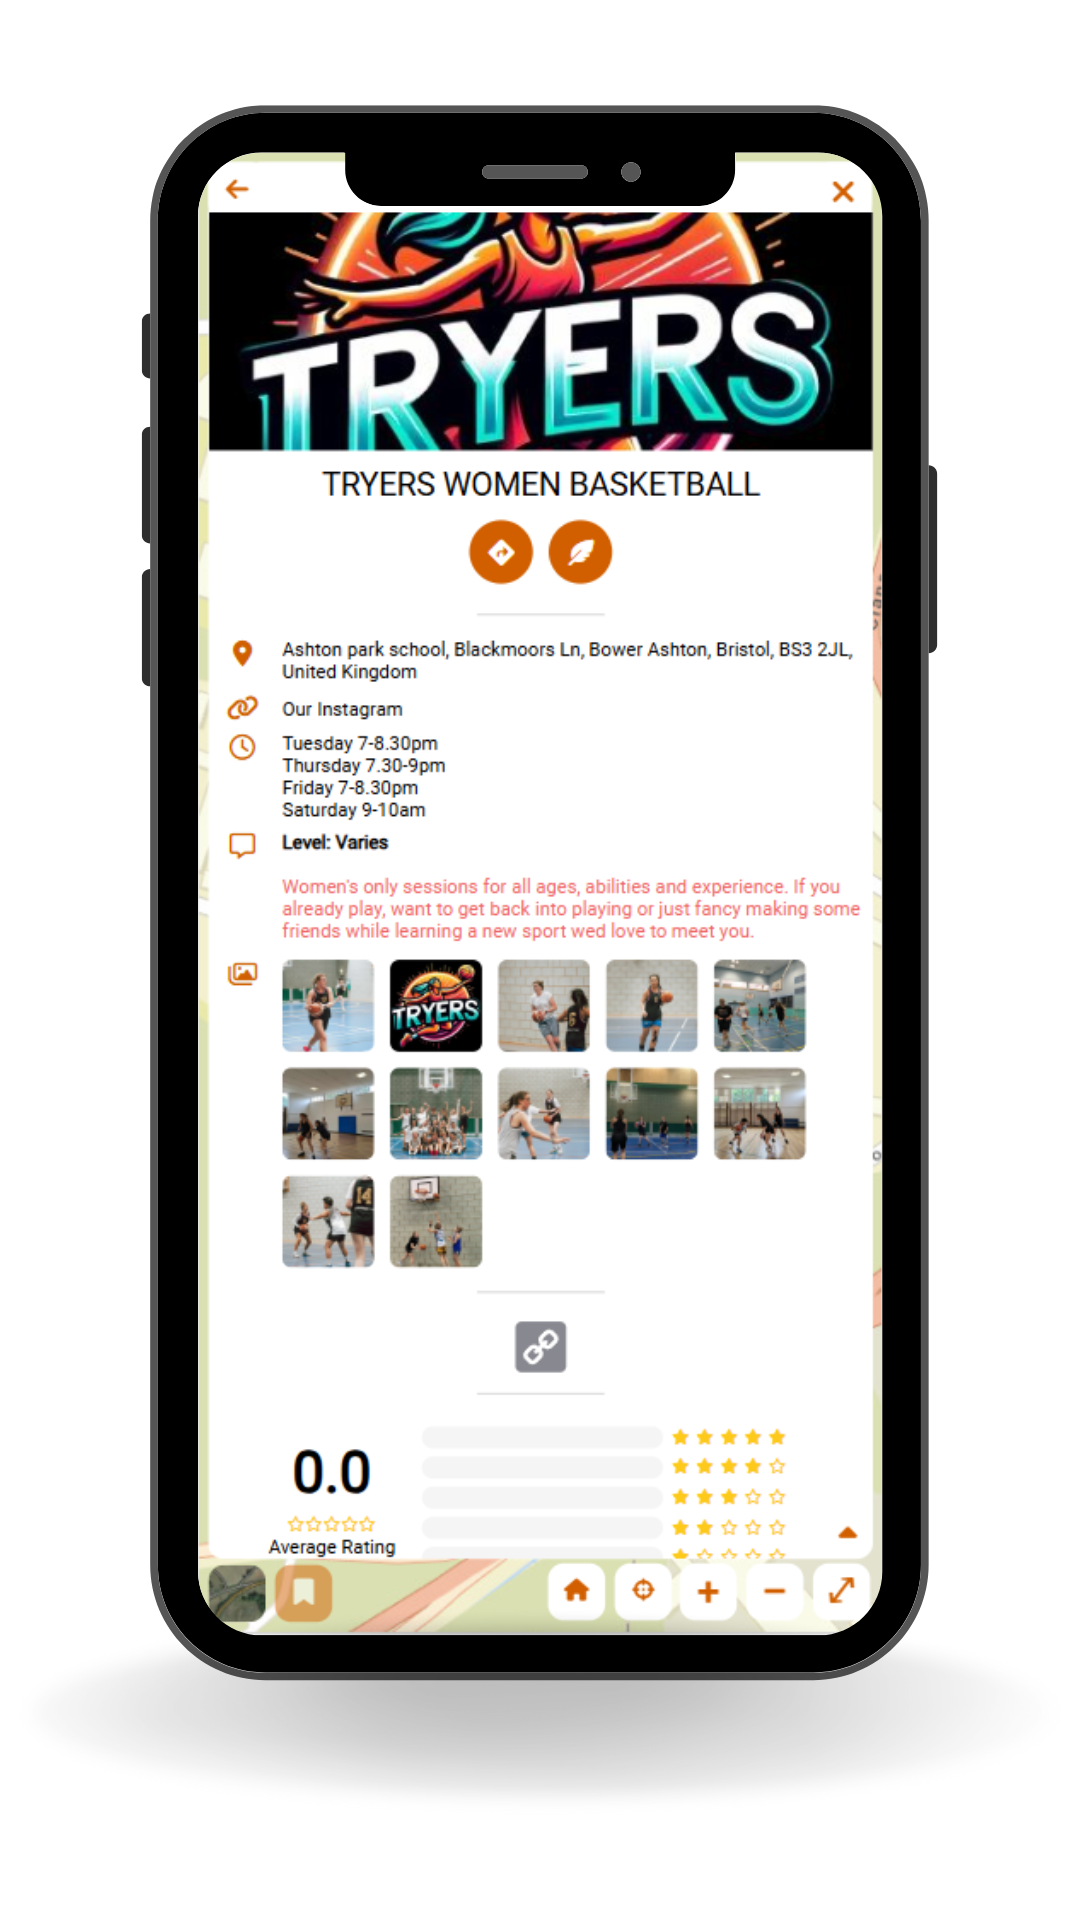 TRYERS
TRYERS WOMEN BASKETBALL
Ashton park school, Blackmoors Ln, Bower Ashton, Bristol, BS3 2JL,
United Kingdom
Our Instagram
Tuesday 7-8.30pm
Thursday 7.30-9pm
Friday 7-8.30pm
Saturday 9-10am
Level: Varies
Women's only sessions for all ages, abilities and experience. If you
already play, want to get back into playing or just fancy making some
friends while learning a new sport wed love to meet you.
TRYERS
14
0.0
Average Rating